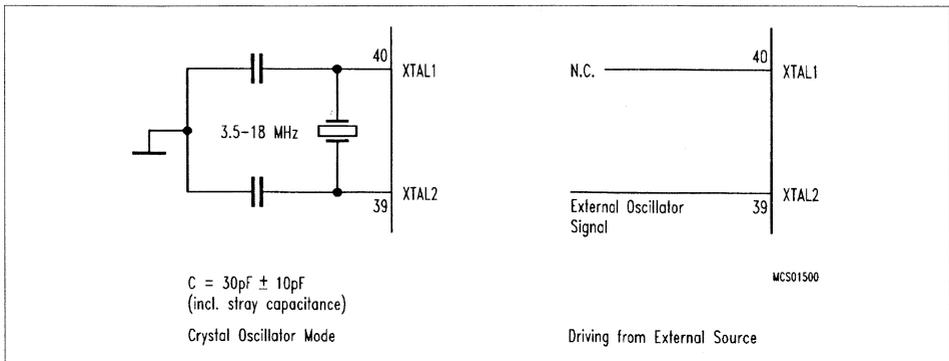 40
XTAL1
3.5-18 MHz
XTAL2
39
C = 30pF ± 10pF
(incl. stray capacitance)
Crystal Oscillator Mode
40
N.C.
XTAL1
XTAL2
39
External Oscillator
Signal
MCS01500
Driving from External Source